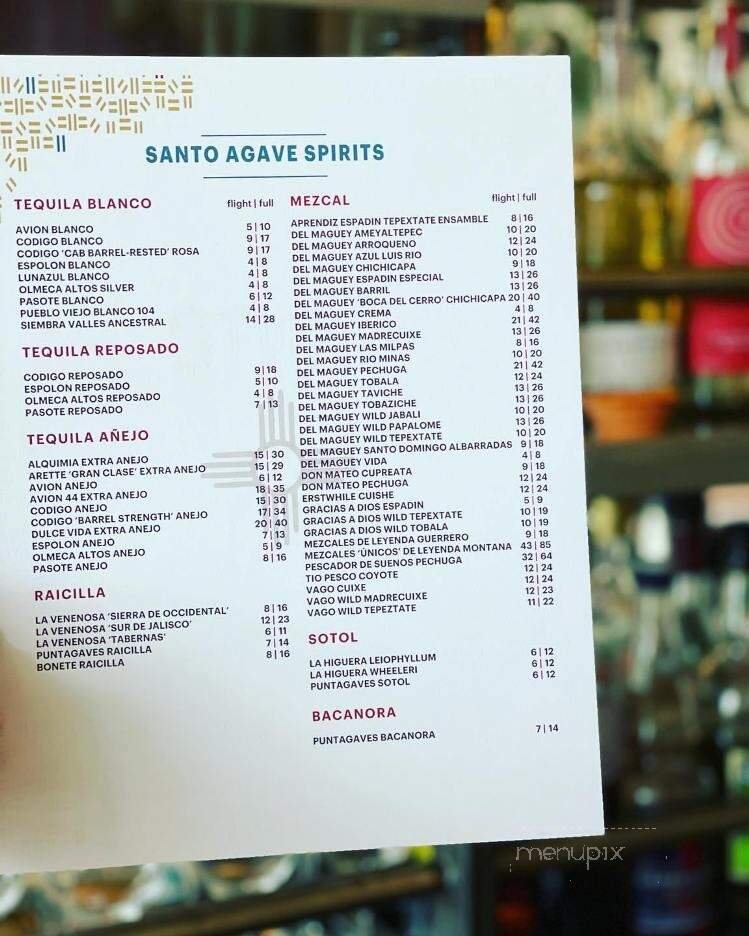 SANTO AGAVE SPIRITS
TEQUILA BLANCO flight | full
AVION BLANCO 5 | 10
CODIGO BLANCO 9 | 17
CODIGO 'CAB BARREL-RESTED' ROSA 9 | 17
ESPOLON BLANCO 4 | 8
LUNAZUL BLANCO 4 | 8
OLMECA ALTOS SILVER 4 | 8
PASOTE BLANCO 6 | 12
PUEBLO VIEJO BLANCO 104 4 | 8
SIEMBRA VALLES ANCESTRAL 14 | 28
TEQUILA REPOSADO
CODIGO REPOSADO 9 | 18
ESPOLON REPOSADO 5 | 10
OLMECA ALTOS REPOSADO 4 | 8
PASOTE REPOSADO 7 | 13
TEQUILA AÑEJO
ALQUIMIA EXTRA ANEJO 15 | 30
ARETTE 'GRAN CLASE' EXTRA ANEJO 15 | 29
AVION ANEJO 6 | 12
AVION 44 EXTRA ANEJO 18 | 35
CODIGO ANEJO 15 | 30
CODIGO 'BARREL STRENGTH' ANEJO 17 | 34
DULCE VIDA EXTRA ANEJO 20 | 40
ESPOLON ANEJO 7 | 13
OLMECA ALTOS ANEJO 5 | 9
PASOTE ANEJO 8 | 16
RAICILLA
LA VENENOSA 'SIERRA DE OCCIDENTAL' 8 | 16
LA VENENOSA 'SUR DE JALISCO' 12 | 23
LA VENENOSA 'TABERNAS' 6 | 11
PUNTAGAVES RAICILLA 7 | 14
BONETE RAICILLA 8 | 16
MEZCAL flight | full
APRENDIZ ESPADIN TEPEXTATE ENSAMBLE 8 | 16
DEL MAGUEY AMEYALTEPEC 10 | 20
DEL MAGUEY ARROQUENO 12 | 24
DEL MAGUEY AZUL LUIS RIO 10 | 20
DEL MAGUEY CHICHICAPA 9 | 18
DEL MAGUEY ESPADIN ESPECIAL 13 | 26
DEL MAGUEY BARRIL 13 | 26
DEL MAGUEY 'BOCA DEL CERRO' CHICHICAPA 20 | 40
DEL MAGUEY CREMA 4 | 8
DEL MAGUEY IBERICO 21 | 42
DEL MAGUEY MADRECUIXE 13 | 26
DEL MAGUEY LAS MILPAS 8 | 16
DEL MAGUEY RIO MINAS 10 | 20
DEL MAGUEY PECHUGA 21 | 42
DEL MAGUEY TOBALA 12 | 24
DEL MAGUEY TAVICHE 13 | 26
DEL MAGUEY TOBAZICHE 13 | 26
DEL MAGUEY WILD JABALI 10 | 20
DEL MAGUEY WILD PAPALOME 13 | 26
DEL MAGUEY WILD TEPEXTATE 10 | 20
DEL MAGUEY SANTO DOMINGO ALBARRADAS 9 | 18
DEL MAGUEY VIDA 4 | 8
DON MATEO CUPREATA 9 | 18
DON MATEO PECHUGA 12 | 24
ERSTWHILE CUISHE 12 | 24
GRACIAS A DIOS ESPADIN 5 | 9
GRACIAS A DIOS WILD TEPEXTATE 10 | 19
GRACIAS A DIOS WILD TOBALA 10 | 19
MEZCALES DE LEYENDA GUERRERO 9 | 18
MEZCALES 'ÚNICOS' DE LEYENDA MONTANA 43 | 85
PESCADOR DE SUENOS PECHUGA 32 | 64
TIO PESCO COYOTE 12 | 24
VAGO CUIXE 12 | 24
VAGO WILD MADRECUIXE 12 | 23
VAGO WILD TEPEZTATE 11 | 22
SOTOL
LA HIGUERA LEIOPHYLLUM 6 | 12
LA HIGUERA WHEELERI 6 | 12
PUNTAGAVES SOTOL 6 | 12
BACANORA
PUNTAGAVES BACANORA 7 | 14
menupix